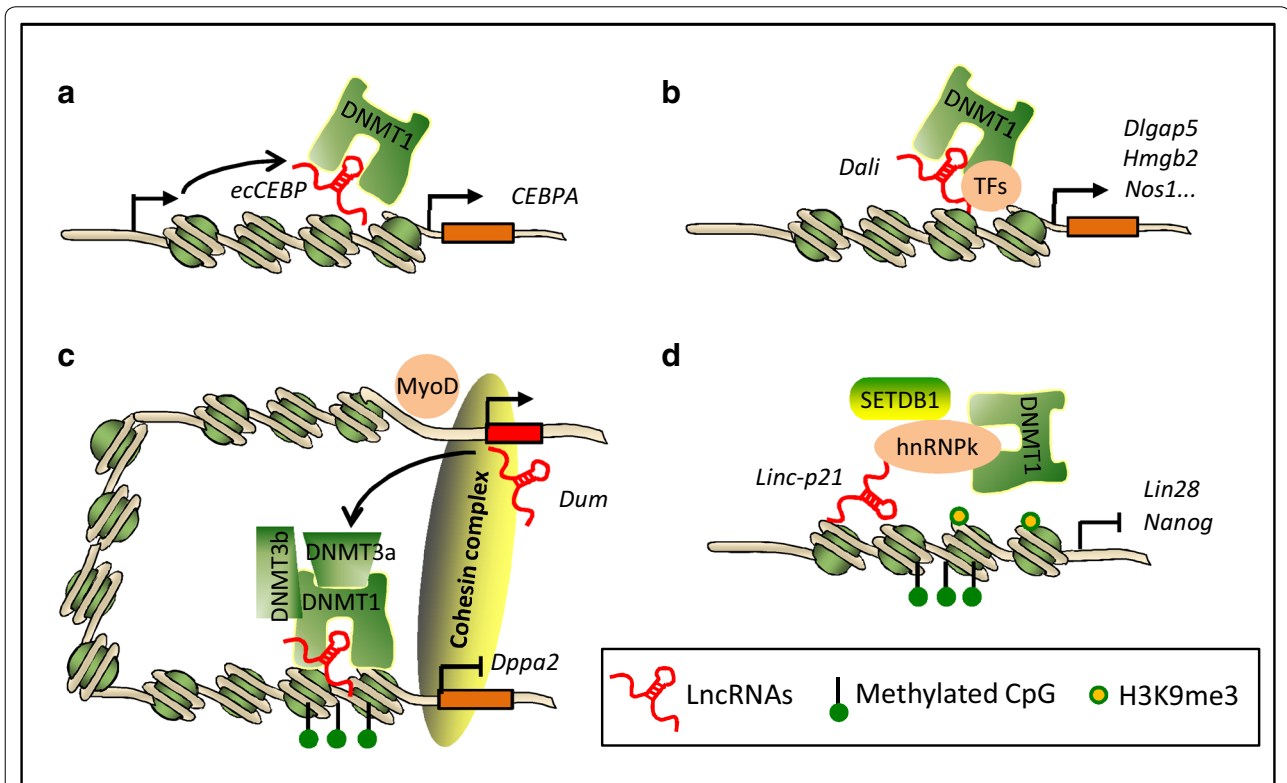 a
DNMT1
ecCEBP
CEBPA
b
DNMT1
Dali
TFs
Dlgap5
Hmgb2
Nos1...
c
MyoD
Cohesin complex
Dum
DNMT3b
DNMT3a
DNMT1
Dppa2
d
SETDB1
hnRNPk
DNMT1
Linc-p21
Lin28
Nanog
LncRNAs
Methylated CpG
H3K9me3